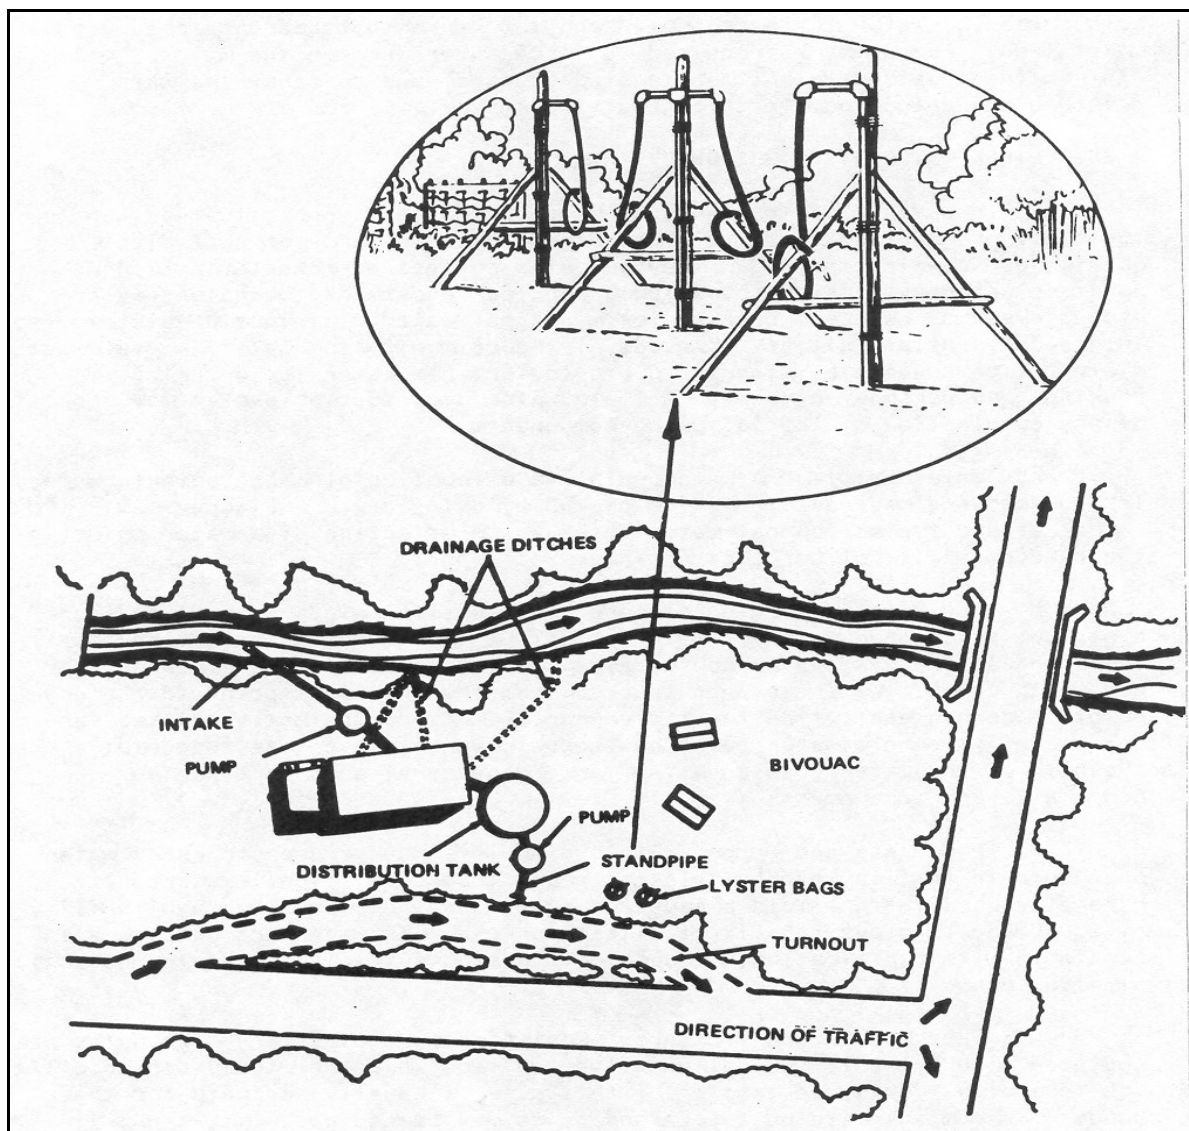 DRAINAGE DITCHES
INTAKE
PUMP
BIVOUAC
PUMP
DISTRIBUTION TANK
STANDPIPE
LYSTER BAGS
TURNOUT
DIRECTION OF TRAFFIC